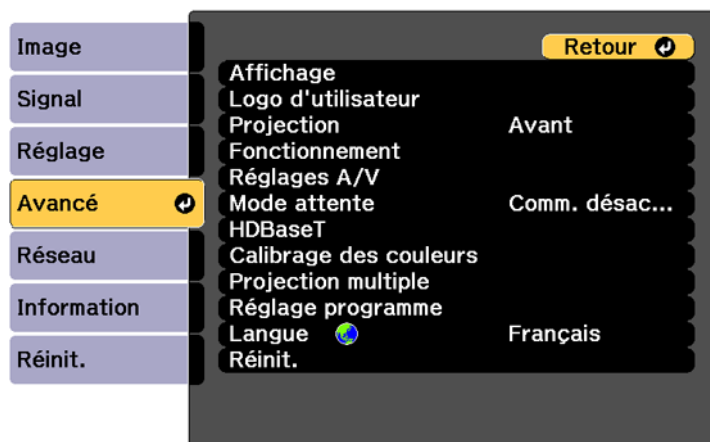 Image
Signal
Réglage
Avancé
Réseau
Information
Réinit.
Retour
Affichage
Logo d'utilisateur
Projection Avant
Fonctionnement
Réglages A/V
Mode attente Comm. désac...
HDBaseT
Calibrage des couleurs
Projection multiple
Réglage programme
Langue Français
Réinit.